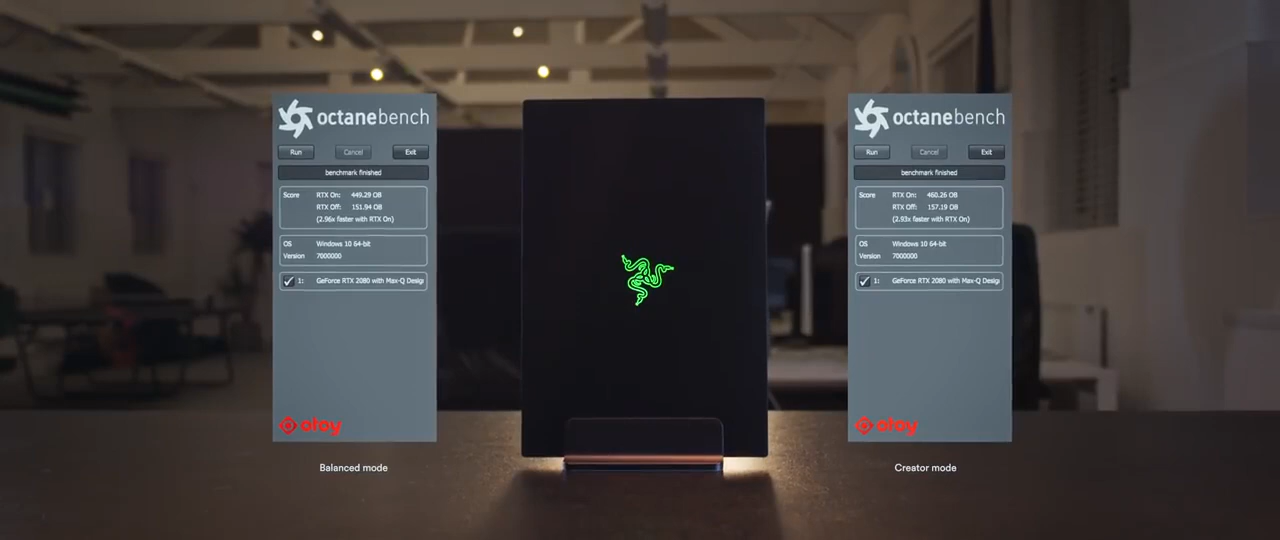 octanebench
Run Cancel Exit
benchmark finished
Score RTX On: 449.29 OB
RTX Off: 151.94 OB
(2.96x faster with RTX On)
OS Windows 10 64-bit
Version 7000000
1: GeForce RTX 2080 with Max-Q Desig
otoy
Balanced mode
octanebench
Run Cancel Exit
benchmark finished
Score RTX On: 460.26 OB
RTX Off: 157.19 OB
(2.93x faster with RTX On)
OS Windows 10 64-bit
Version 7000000
1: GeForce RTX 2080 with Max-Q Desig
otoy
Creator mode